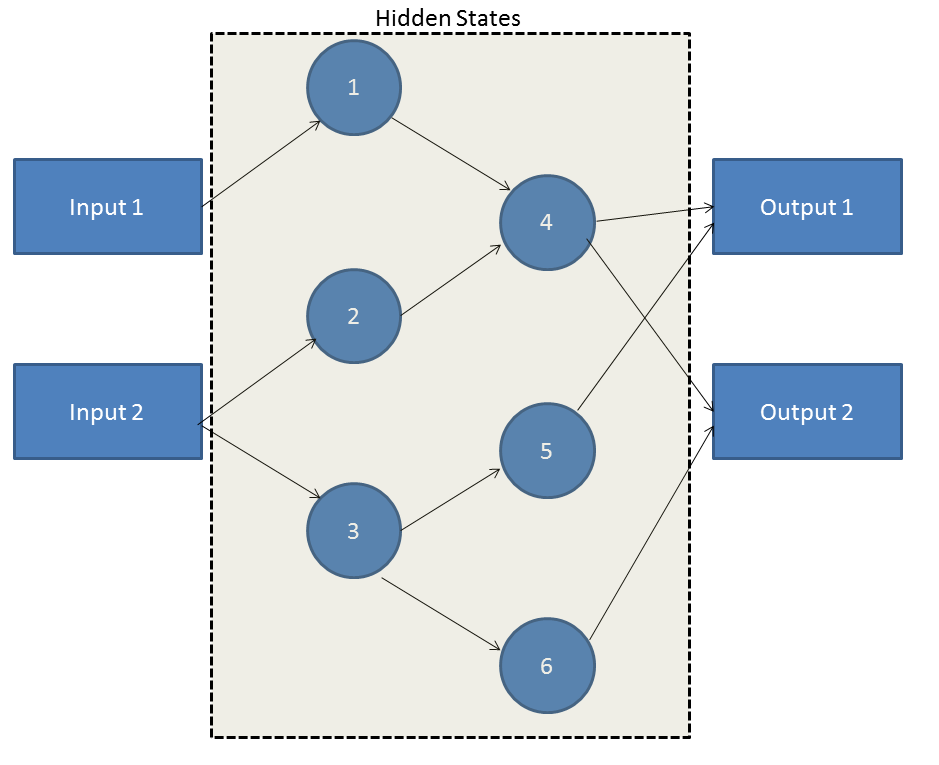 Hidden States
1
Input 1
4
Output 1
2
Input 2
Output 2
5
3
6